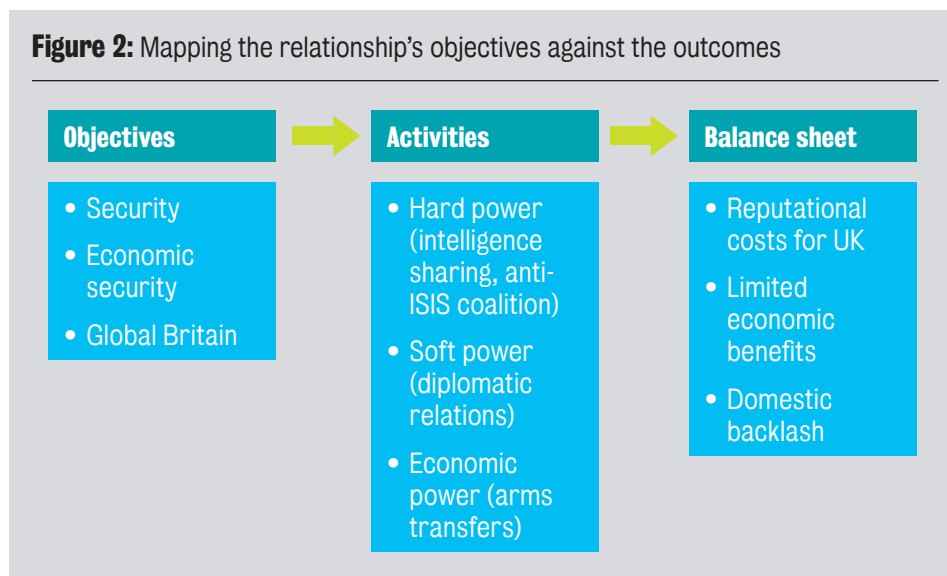 Figure 2: Mapping the relationship's objectives against the outcomes
Objectives
• Security
• Economic
security
• Global Britain
Activities
• Hard power
(intelligence
sharing, anti-
ISIS coalition)
• Soft power
(diplomatic
relations)
• Economic
power (arms
transfers)
Balance sheet
• Reputational
costs for UK
• Limited
economic
benefits
• Domestic
backlash